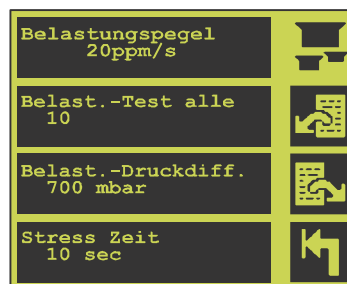 Belastungspegel
20ppm/s
Belast.-Test alle
10
Belast.-Druckdiff.
700 mbar
Stress Zeit
10 sec